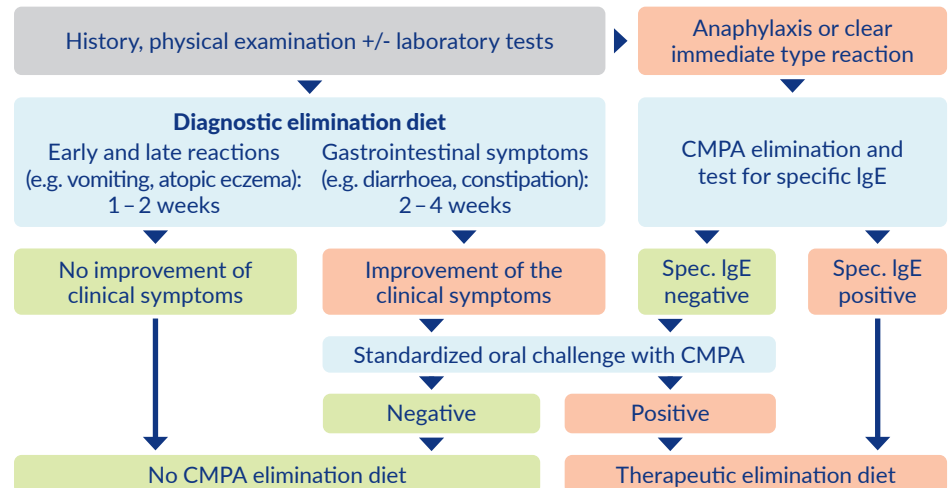 History, physical examination +/- laboratory tests
Anaphylaxis or clear
immediate type reaction
Diagnostic elimination diet
Early and late reactions
(e.g. vomiting, atopic eczema):
1 – 2 weeks
Gastrointestinal symptoms
(e.g. diarrhoea, constipation):
2 – 4 weeks
CMPA elimination and
test for specific IgE
No improvement of
clinical symptoms
Improvement of the
clinical symptoms
Spec. IgE
negative
Spec. IgE
positive
Standardized oral challenge with CMPA
Negative
Positive
No CMPA elimination diet
Therapeutic elimination diet